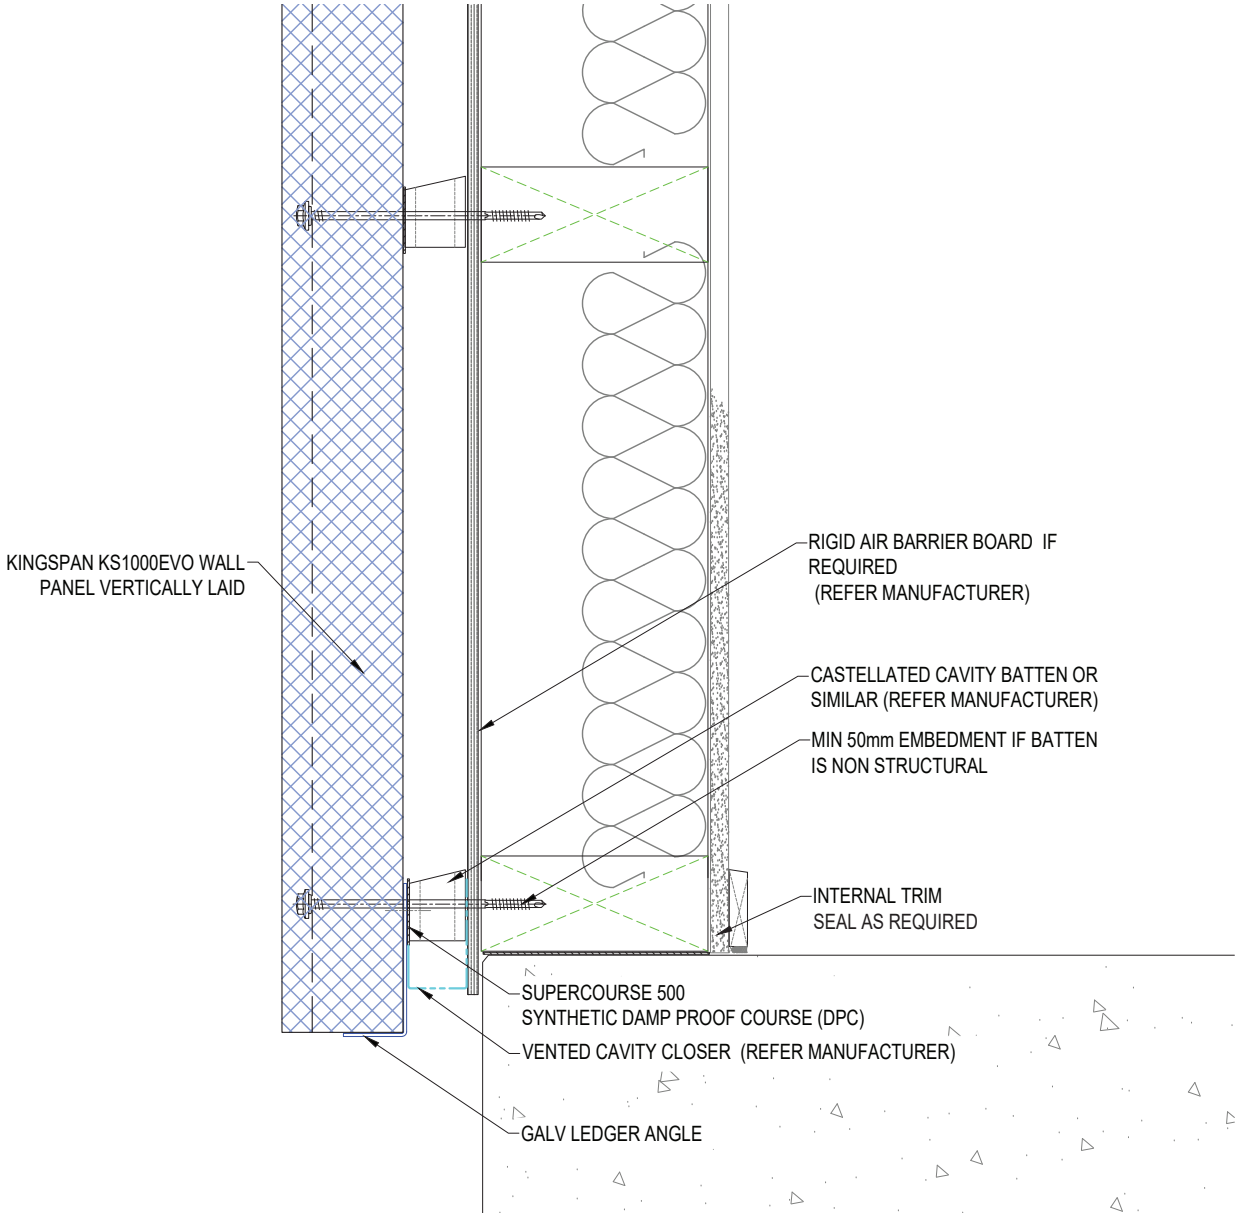 KINGSPAN KS1000EVO WALL
PANEL VERTICALLY LAID
RIGID AIR BARRIER BOARD IF
REQUIRED
(REFER MANUFACTURER)
CASTELLATED CAVITY BATTEN OR
SIMILAR (REFER MANUFACTURER)
MIN 50mm EMBEDMENT IF BATTEN
IS NON STRUCTURAL
INTERNAL TRIM
SEAL AS REQUIRED
SUPERCOURSE 500
SYNTHETIC DAMP PROOF COURSE (DPC)
VENTED CAVITY CLOSER (REFER MANUFACTURER)
GALV LEDGER ANGLE